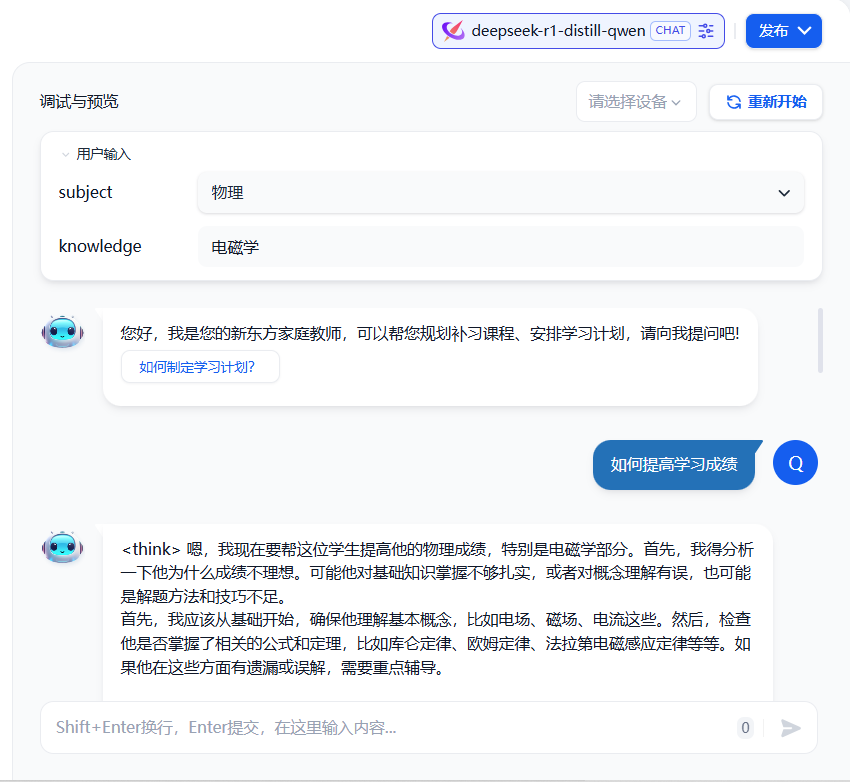 deepseek-r1-distill-qwen CHAT
发布
调试与预览
请选择设备
重新开始
用户输入
subject
物理
knowledge
电磁学
您好，我是您的新东方家庭教师，可以帮您规划补习课程、安排学习计划，请向我提问吧!
如何制定学习计划?
如何提高学习成绩
Q
<think> 嗯，我现在要帮这位学生提高他的物理成绩，特别是电磁学部分。首先，我得分析
一下他为什么成绩不理想。可能他对基础知识掌握不够扎实，或者对概念理解有误，也可能
是解题方法和技巧不足。
首先，我应该从基础开始，确保他理解基本概念，比如电场、磁场、电流这些。然后，检查
他是否掌握了相关的公式和定理，比如库仑定律、欧姆定律、法拉第电磁感应定律等等。如
果他在这些方面有遗漏或误解，需要重点辅导。
Shift+Enter换行，Enter提交，在这里输入内容...
0